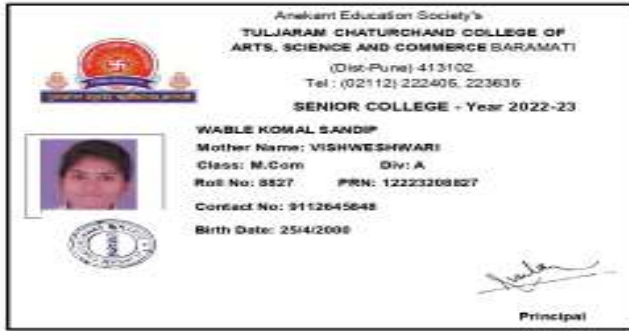 Anekant Education Society's
TULJARAM CHATURCHAND COLLEGE OF
ARTS, SCIENCE AND COMMERCE BARAMATI
(Dist-Pune) 413102.
Tel : (02112) 222405, 223635
SENIOR COLLEGE - Year 2022-23
WABLE KOMAL SANDIP
Mother Name: VISHWESHWARI
Class: M.Com Div: A
Roll No: 8827 PRN: 12223208827
Contact No: 9112645648
Birth Date: 25/4/2000
Principal